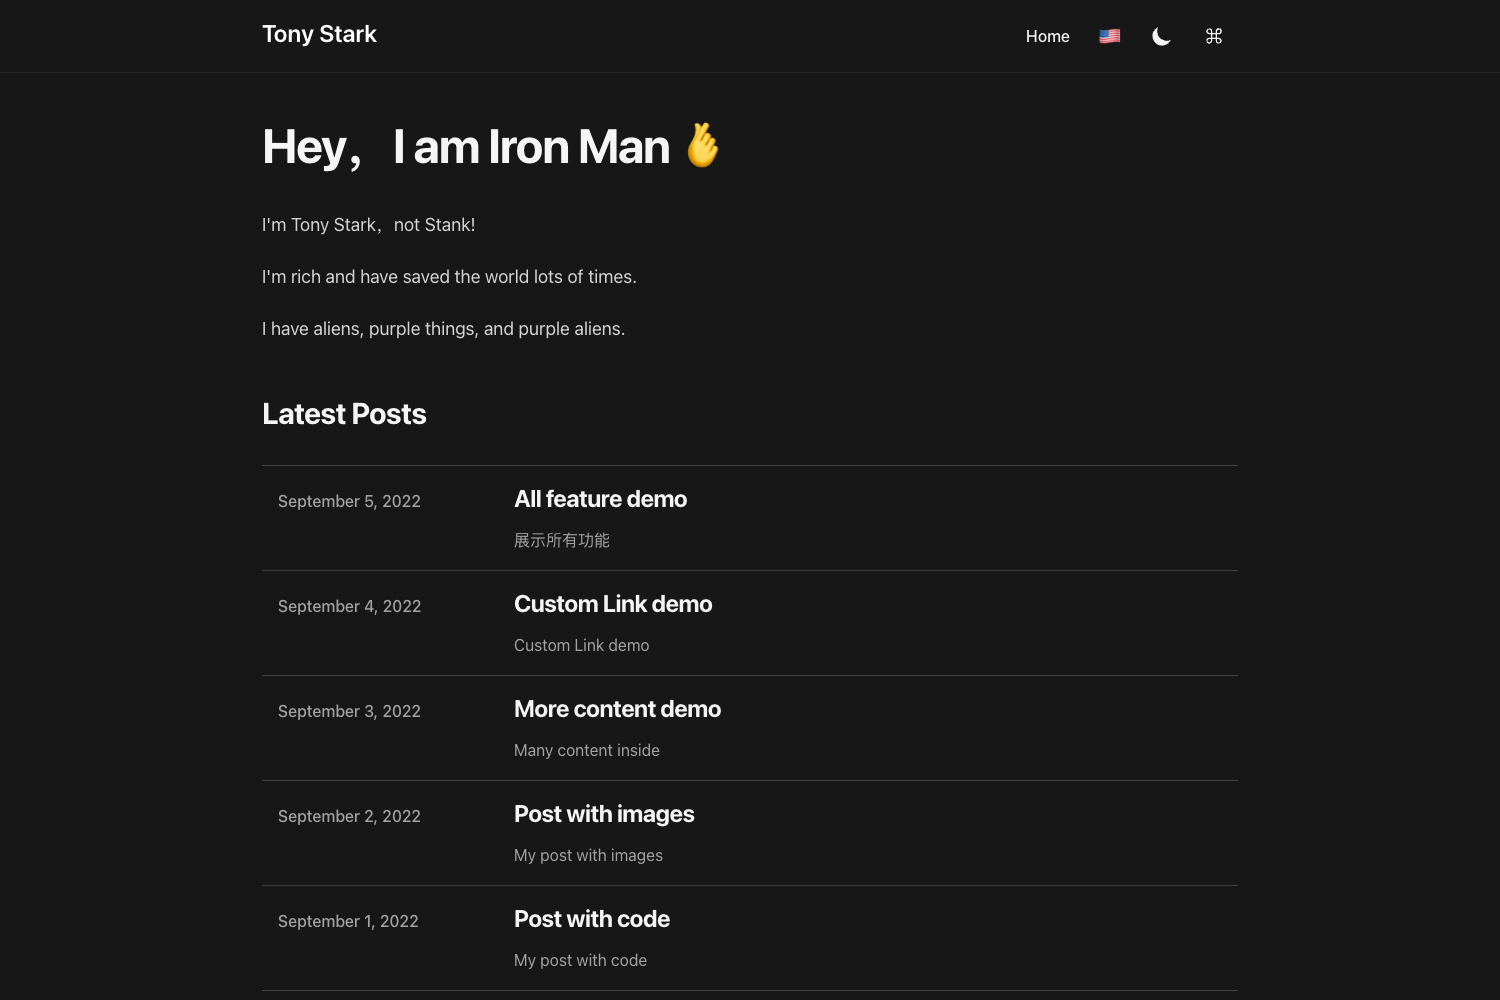 Tony Stark
Home 🇺🇸 ⌘
Hey，I am Iron Man 🫰
I'm Tony Stark，not Stank!
I'm rich and have saved the world lots of times.
I have aliens, purple things, and purple aliens.
Latest Posts
September 5, 2022
All feature demo
展示所有功能
September 4, 2022
Custom Link demo
Custom Link demo
September 3, 2022
More content demo
Many content inside
September 2, 2022
Post with images
My post with images
September 1, 2022
Post with code
My post with code